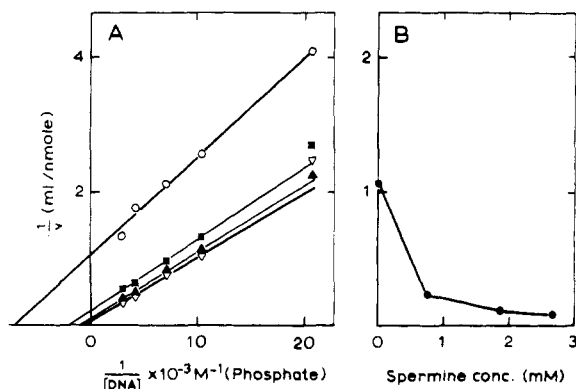 A
B
4
2
1/v (ml/nmole)
0
10
20
1/[DNA] ×10⁻³ M⁻¹ (Phosphate)
2
1
0
1
2
3
Spermine conc. (mM)